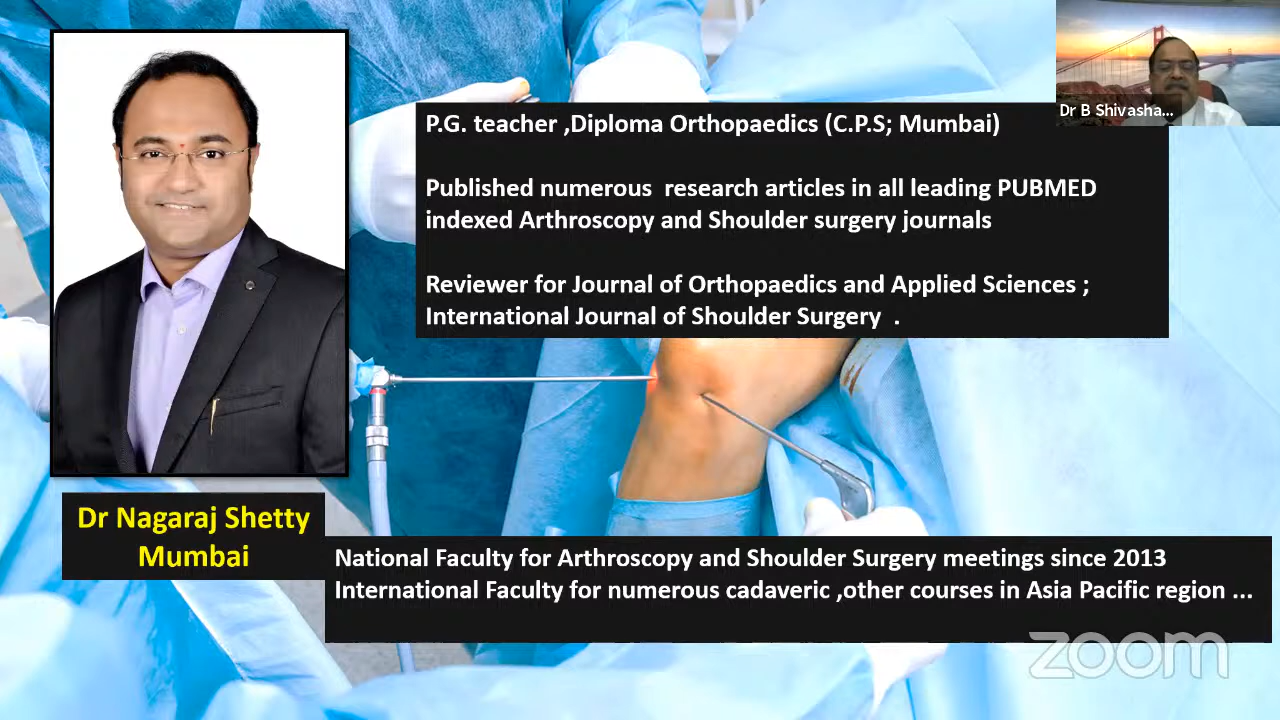 Dr B Shivasha...
P.G. teacher ,Diploma Orthopaedics (C.P.S; Mumbai)
Published numerous research articles in all leading PUBMED
indexed Arthroscopy and Shoulder surgery journals
Reviewer for Journal of Orthopaedics and Applied Sciences ;
International Journal of Shoulder Surgery .
Dr Nagaraj Shetty
Mumbai
National Faculty for Arthroscopy and Shoulder Surgery meetings since 2013
International Faculty for numerous cadaveric ,other courses in Asia Pacific region ...
zoom